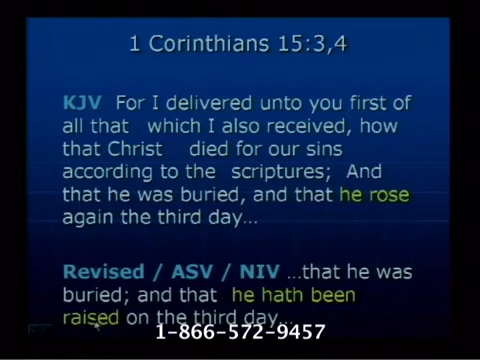 1 Corinthians 15:3,4
KJV For I delivered unto you first of
all that which I also received, how
that Christ died for our sins
according to the scriptures; And
that he was buried, and that he rose
again the third day...
Revised / ASV / NIV ...that he was
buried; and that he hath been
raised on the third day...
1-866-572-9457